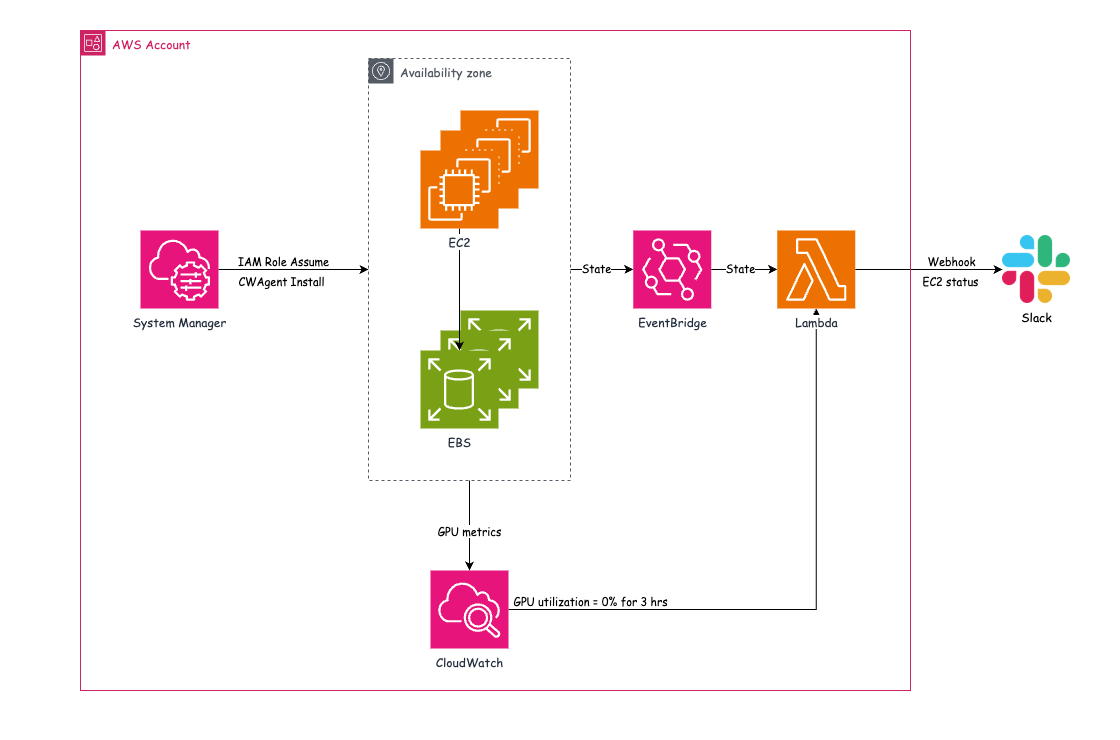 AWS Account
Availability zone
EC2
IAM Role Assume
CWAgent Install
State
State
Webhook
EC2 status
System Manager
EventBridge
Lambda
Slack
EBS
GPU metrics
GPU utilization = 0% for 3 hrs
CloudWatch